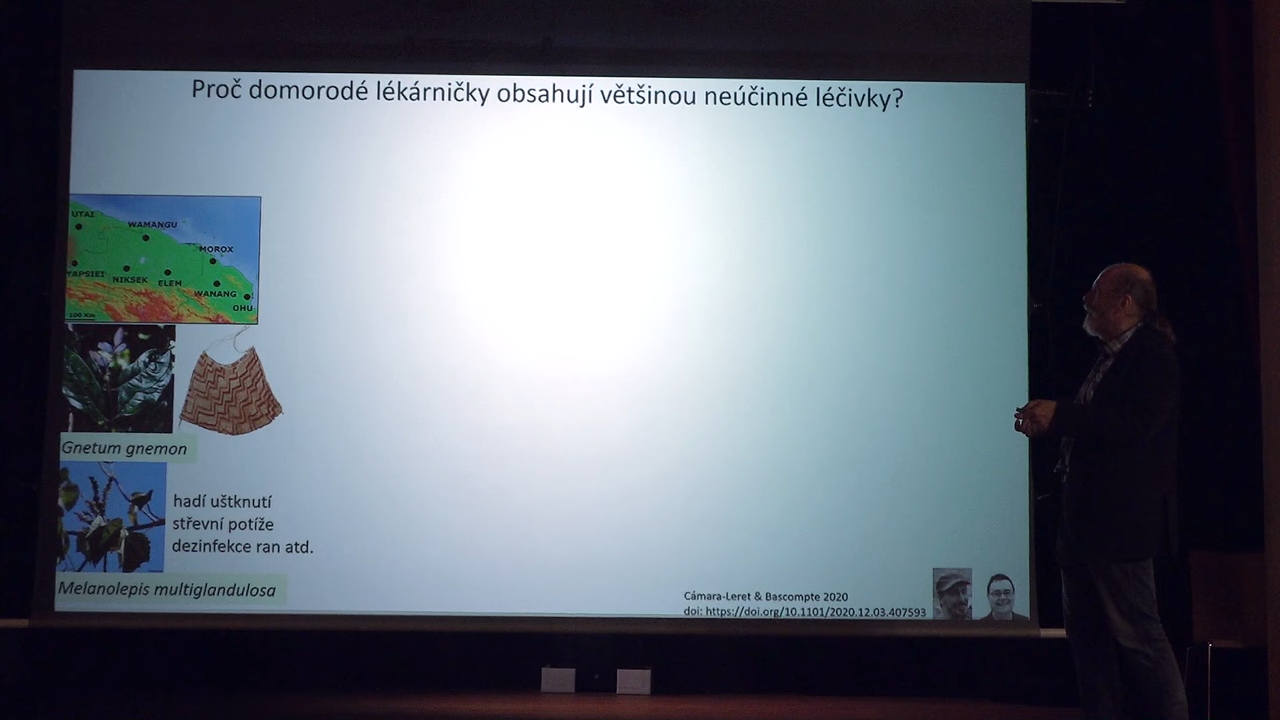 Proč domorodé lékárničky obsahují většinou neúčinné léčivky?
UTAI
WAMANGU
MOROX
YAPSIEI
NIKSEK
ELEM
WANANG
OHU
100 Km
Gnetum gnemon
hadí uštknutí
střevní potíže
dezinfekce ran atd.
Melanolepis multiglandulosa
Cámara-Leret & Bascompte 2020
doi: https://doi.org/10.1101/2020.12.03.407593